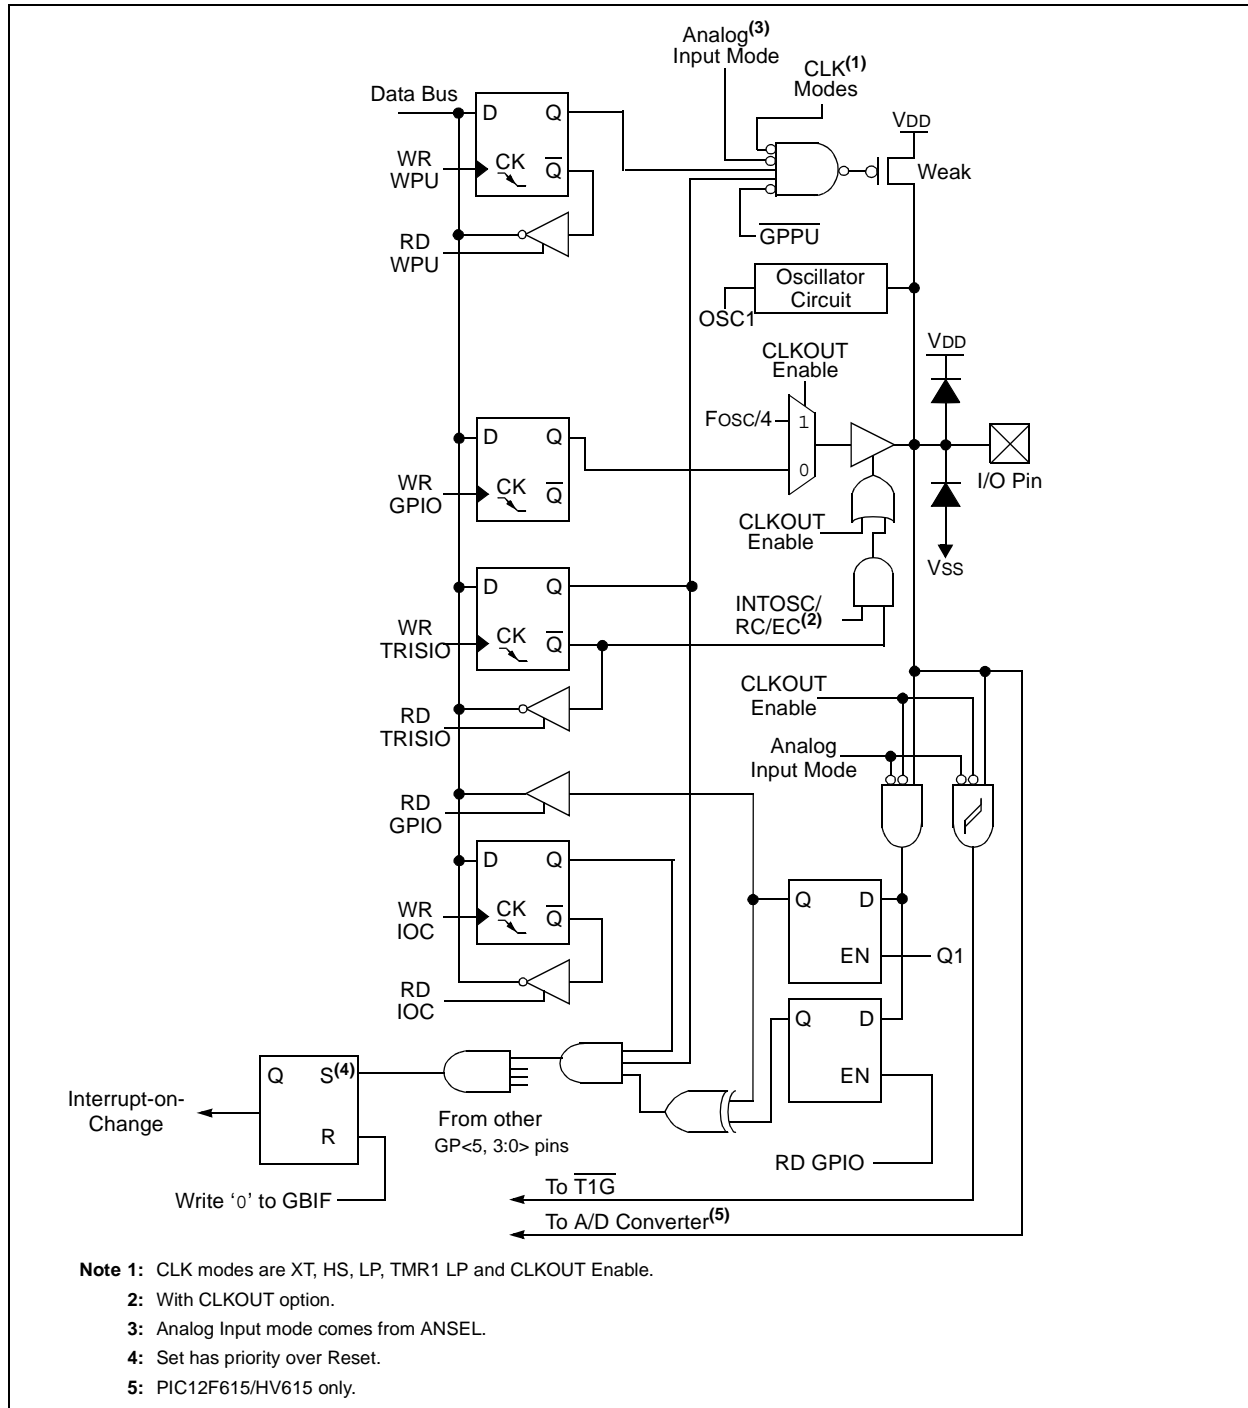 Analog(3)
Input Mode
CLK(1)
Modes
Data Bus
VDD
D
Q
WR
WPU
CK
Q
Weak
GPPU
RD
WPU
Oscillator
Circuit
OSC1
CLKOUT
Enable
VDD
FOSC/4
1
D
Q
0
I/O Pin
WR
GPIO
CK
Q
CLKOUT
Enable
VSS
D
Q
INTOSC/
RC/EC(2)
WR
TRISIO
CK
Q
CLKOUT
Enable
RD
TRISIO
Analog
Input Mode
RD
GPIO
D
Q
Q
D
WR
IOC
CK
Q
EN
Q1
RD
IOC
Q
D
Q
S(4)
EN
Interrupt-on-
Change
From other
GP<5, 3:0> pins
R
RD GPIO
Write ‘0’ to GBIF
To T1G
To A/D Converter(5)
Note 1: CLK modes are XT, HS, LP, TMR1 LP and CLKOUT Enable.
2: With CLKOUT option.
3: Analog Input mode comes from ANSEL.
4: Set has priority over Reset.
5: PIC12F615/HV615 only.